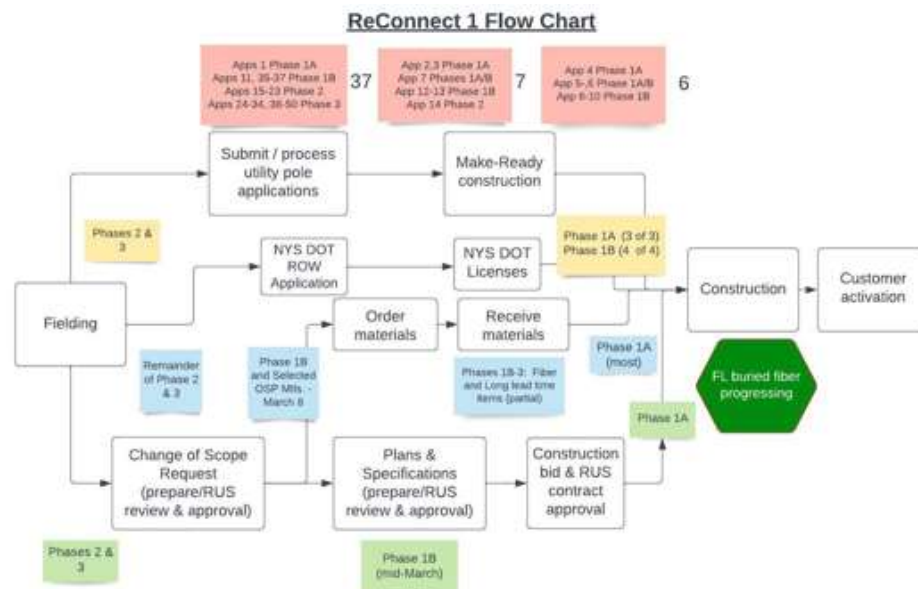 ReConnect 1 Flow Chart
Apps 1 Phase 1A
Apps 11, 35-37 Phase 1B
Apps 15-23 Phase 2
Apps 24-34, 38-50 Phase 3
37
App 2,3 Phase 1A
App 7 Phases 1A/B
App 12-13 Phase 1B
App 14 Phase 2
7
App 4 Phase 1A
App 5-,6 Phase 1A/B
App 8-10 Phase 1B
6
Submit / process
utility pole
applications
Make-Ready
construction
Phases 2 &
3
NYS DOT
ROW
Application
NYS DOT
Licenses
Phase 1A (3 of 3)
Phase 1B (4 of 4)
Fielding
Order
materials
Receive
materials
Construction
Customer
activation
Remainder
of Phase 2
& 3
Phase 1B
and Selected
OSP Mtls. -
March 8
Phases 1B-3: Fiber
and Long lead time
items (partial)
Phase 1A
(most)
FL buried fiber
progressing
Phase 1A
Change of Scope
Request
(prepare/RUS
review & approval)
Plans &
Specifications
(prepare/RUS
review & approval)
Construction
bid & RUS
contract
approval
Phases 2 &
3
Phase 1B
(mid-March)